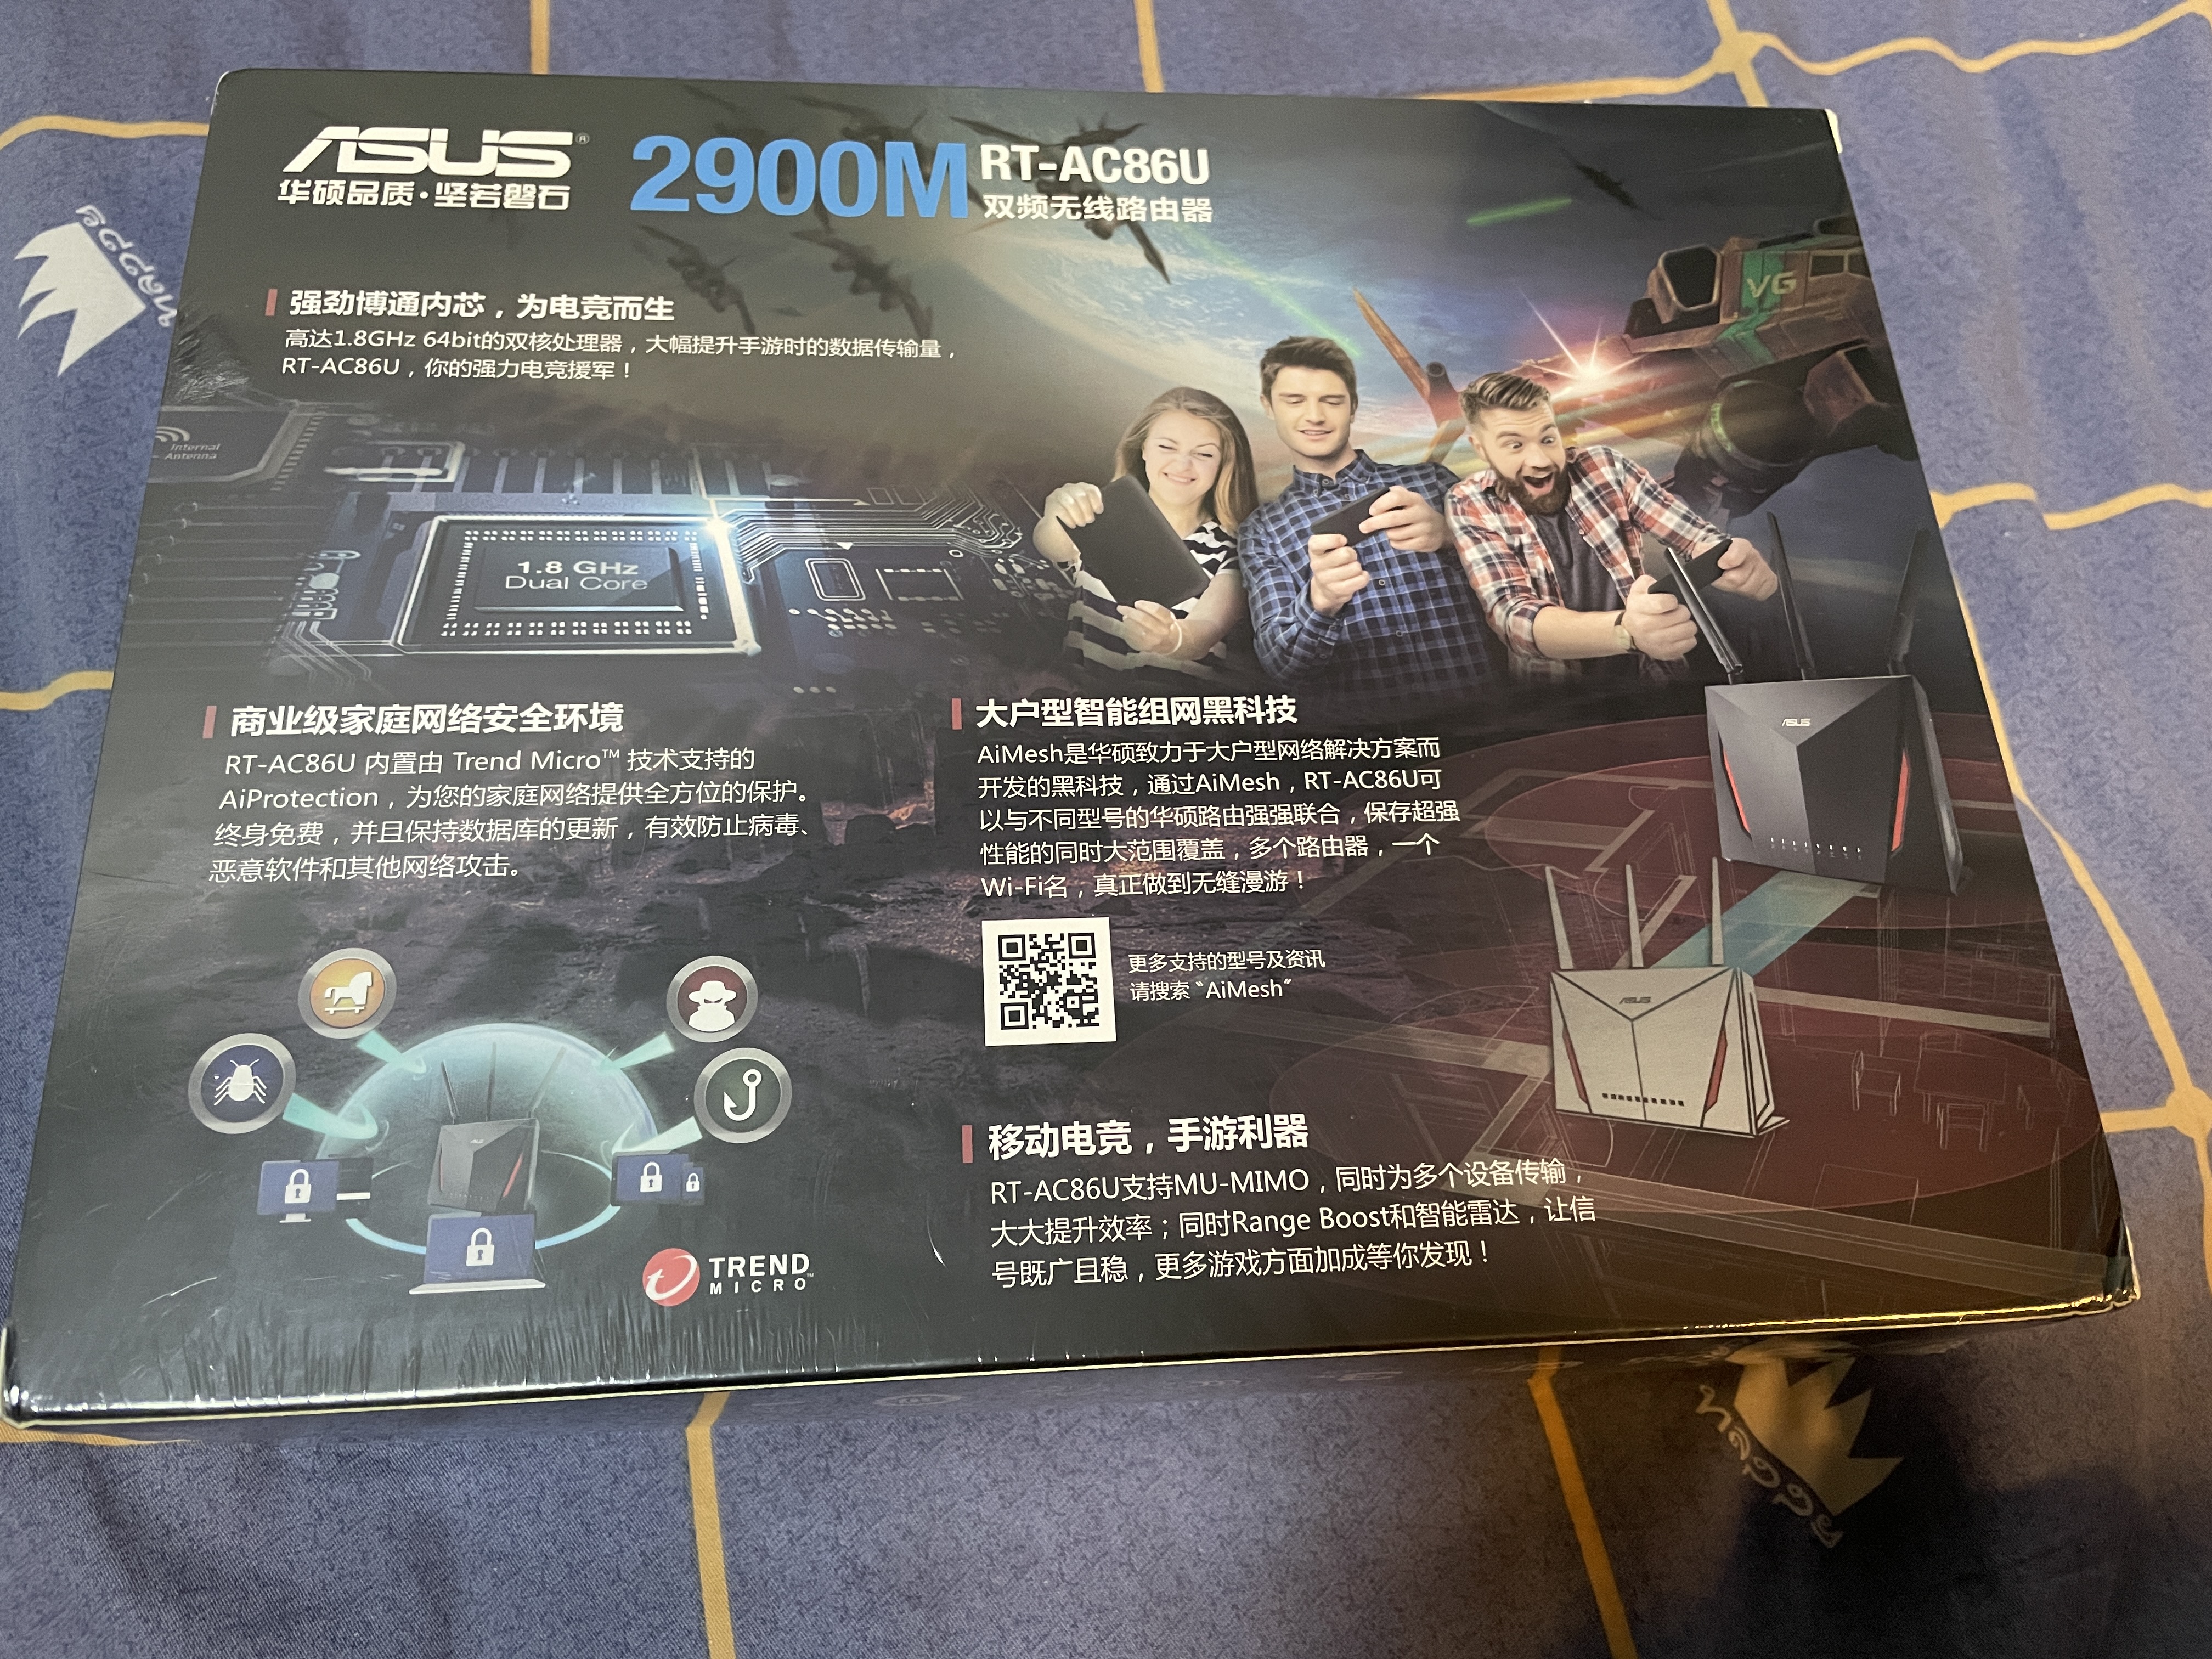 ASUS®
华硕品质·坚若磐石
2900M
RT-AC86U
双频无线路由器
强劲博通内芯，为电竞而生
高达1.8GHz 64bit的双核处理器，大幅提升手游时的数据传输量，
RT-AC86U，你的强力电竞援军！
Internal
Antenna
1.8 GHz
Dual Core
VG
商业级家庭网络安全环境
RT-AC86U 内置由 Trend Micro™ 技术支持的
AiProtection，为您的家庭网络提供全方位的保护。
终身免费，并且保持数据库的更新，有效防止病毒、
恶意软件和其他网络攻击。
TREND
MICRO™
大户型智能组网黑科技
AiMesh是华硕致力于大户型网络解决方案而
开发的黑科技，通过AiMesh，RT-AC86U可
以与不同型号的华硕路由强强联合，保存超强
性能的同时大范围覆盖，多个路由器，一个
Wi-Fi名，真正做到无缝漫游！
更多支持的型号及资讯
请搜索“AiMesh”
移动电竞，手游利器
RT-AC86U支持MU-MIMO，同时为多个设备传输，
大大提升效率；同时Range Boost和智能雷达，让信
号既广且稳，更多游戏方面加成等你发现！
ASUS
ASUS